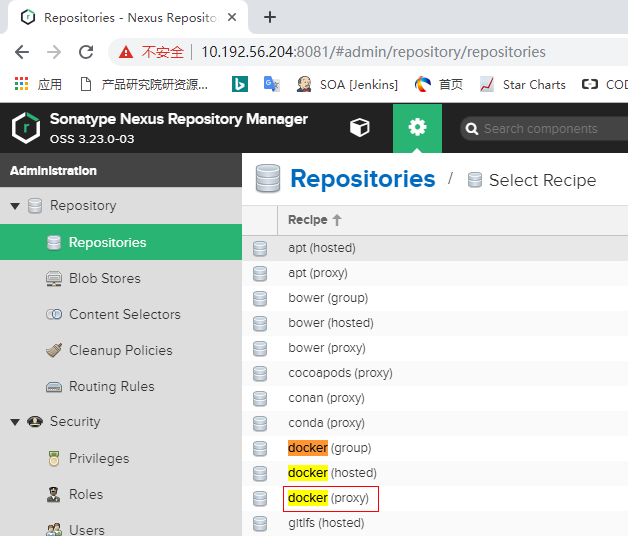 Repositories - Nexus Reposito
不安全
10.192.56.204:8081/#admin/repository/repositories
应用
产品研究院研资源...
SOA [Jenkins]
首页
Star Charts
COD
Sonatype Nexus Repository Manager
OSS 3.23.0-03
Search components
Administration
Repositories / Select Recipe
Repository
Repositories
Blob Stores
Content Selectors
Cleanup Policies
Routing Rules
Security
Privileges
Roles
Users
Recipe
apt (hosted)
apt (proxy)
bower (group)
bower (hosted)
bower (proxy)
cocoapods (proxy)
conan (proxy)
conda (proxy)
docker (group)
docker (hosted)
docker (proxy)
gitlfs (hosted)